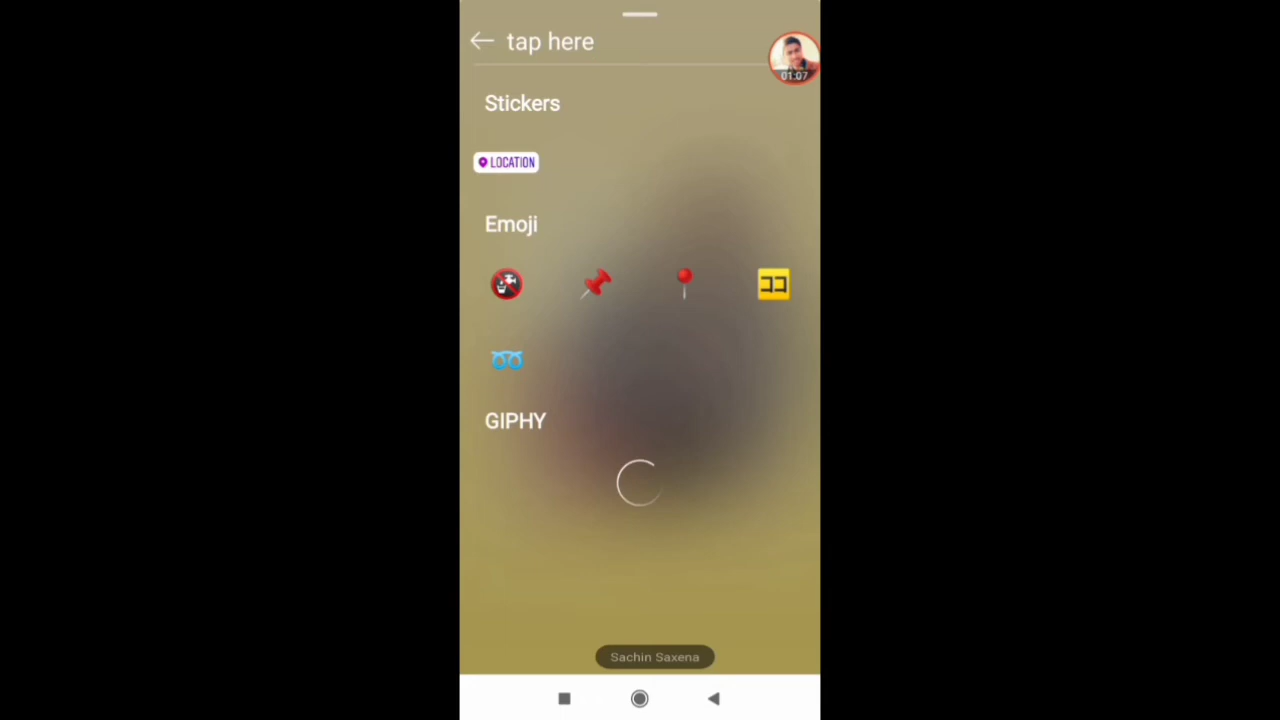 tap here
01:07
Stickers
LOCATION
Emoji
ココ
GIPHY
Sachin Saxena